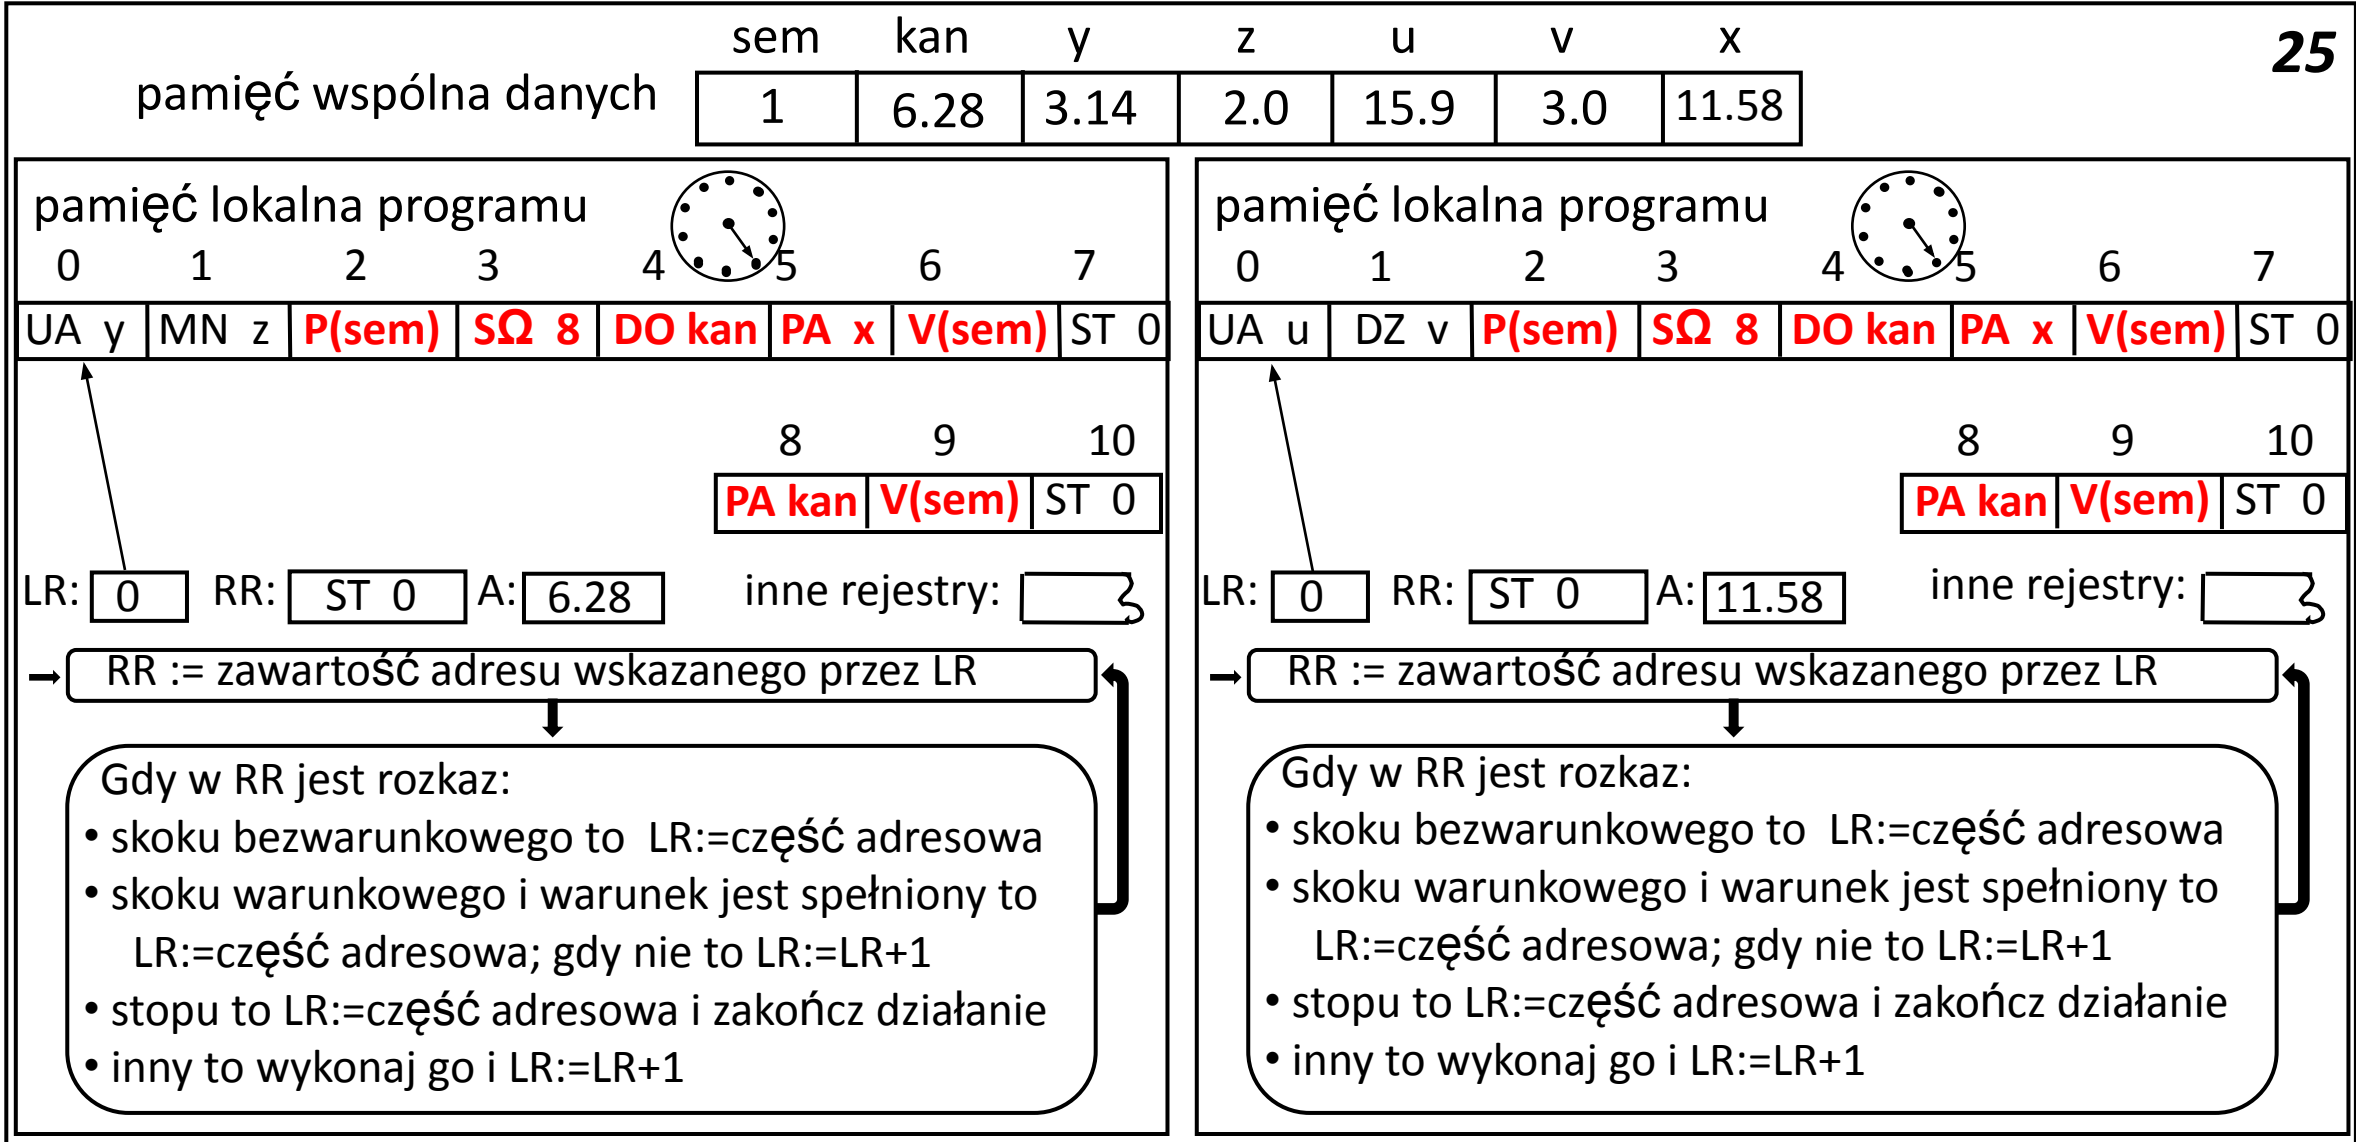 sem kan y z u v x
25
pamięć wspólna danych 1 6.28 3.14 2.0 15.9 3.0 11.58
pamięć lokalna programu
0 1 2 3 4 5 6 7
UA y MN z P(sem) SΩ 8 DO kan PA x V(sem) ST 0
8 9 10
PA kan V(sem) ST 0
LR: 0 RR: ST 0 A: 6.28 inne rejestry:
RR := zawartość adresu wskazanego przez LR
Gdy w RR jest rozkaz:
• skoku bezwarunkowego to LR:=część adresowa
• skoku warunkowego i warunek jest spełniony to
LR:=część adresowa; gdy nie to LR:=LR+1
• stopu to LR:=część adresowa i zakończ działanie
• inny to wykonaj go i LR:=LR+1
pamięć lokalna programu
0 1 2 3 4 5 6 7
UA u DZ v P(sem) SΩ 8 DO kan PA x V(sem) ST 0
8 9 10
PA kan V(sem) ST 0
LR: 0 RR: ST 0 A: 11.58 inne rejestry:
RR := zawartość adresu wskazanego przez LR
Gdy w RR jest rozkaz:
• skoku bezwarunkowego to LR:=część adresowa
• skoku warunkowego i warunek jest spełniony to
LR:=część adresowa; gdy nie to LR:=LR+1
• stopu to LR:=część adresowa i zakończ działanie
• inny to wykonaj go i LR:=LR+1